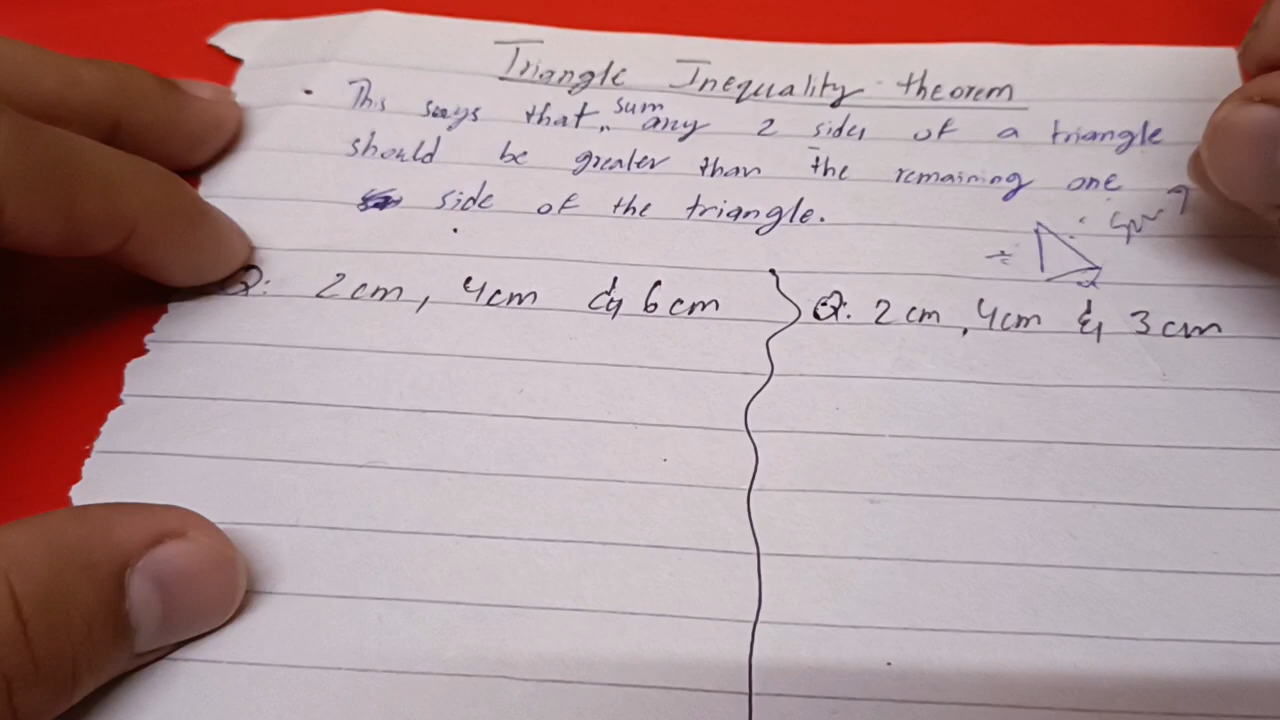 Triangle Inequality theorem
• This says that, sum any 2 sides of a triangle
should be greater than the remaining one
side of the triangle.
Q: 2cm, 4cm & 6cm
Q: 2cm, 4cm & 3cm